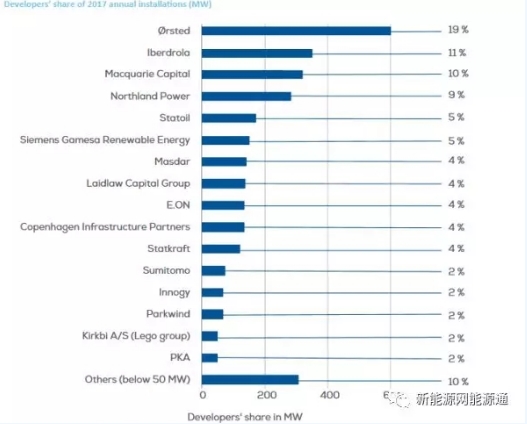 Developers' share of 2017 annual installations (MW)
Ørsted 19 %
Iberdrola 11 %
Macquarie Capital 10 %
Northland Power 9 %
Statoil 5 %
Siemens Gamesa Renewable Energy 5 %
Masdar 4 %
Laidlaw Capital Group 4 %
E.ON 4 %
Copenhagen Infrastructure Partners 4 %
Statkraft 4 %
Sumitomo 2 %
Innogy 2 %
Parkwind 2 %
Kirkbi A/S (Lego group) 2 %
PKA 2 %
Others (below 50 MW) 10 %
0 200 400
新能源网能源通
Developers' share in MW